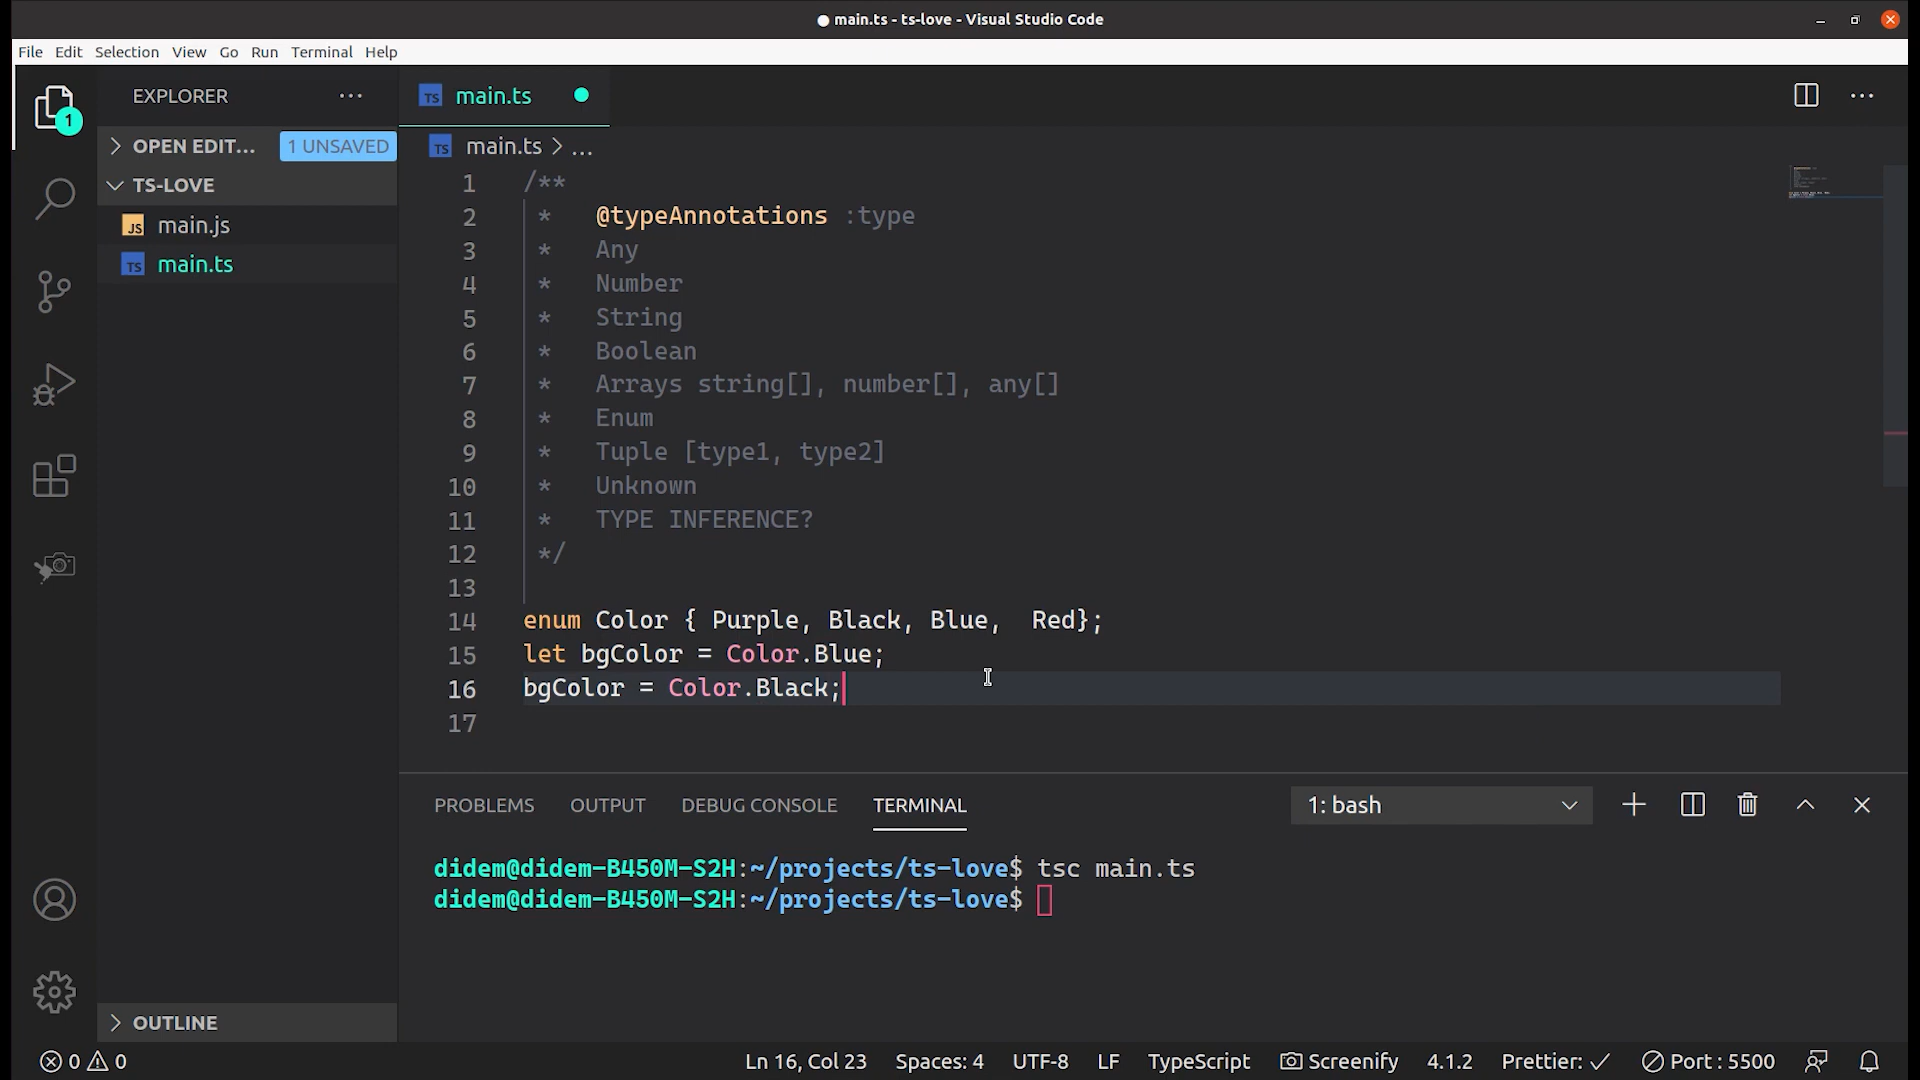 ● main.ts - ts-love - Visual Studio Code
File Edit Selection View Go Run Terminal Help
EXPLORER ···
1
OPEN EDIT... 1 UNSAVED
TS-LOVE
JS main.js
TS main.ts
OUTLINE
TS main.ts
TS main.ts > ...
1 /**
2 * @typeAnnotations :type
3 * Any
4 * Number
5 * String
6 * Boolean
7 * Arrays string[], number[], any[]
8 * Enum
9 * Tuple [type1, type2]
10 * Unknown
11 * TYPE INFERENCE?
12 */
13
14 enum Color { Purple, Black, Blue,  Red};
15 let bgColor = Color.Blue;
16 bgColor = Color.Black;
17
PROBLEMS OUTPUT DEBUG CONSOLE TERMINAL 1: bash
didem@didem-B450M-S2H:~/projects/ts-love$ tsc main.ts
didem@didem-B450M-S2H:~/projects/ts-love$
0 0 Ln 16, Col 23 Spaces: 4 UTF-8 LF TypeScript Screenify 4.1.2 Prettier: ✓ Port : 5500